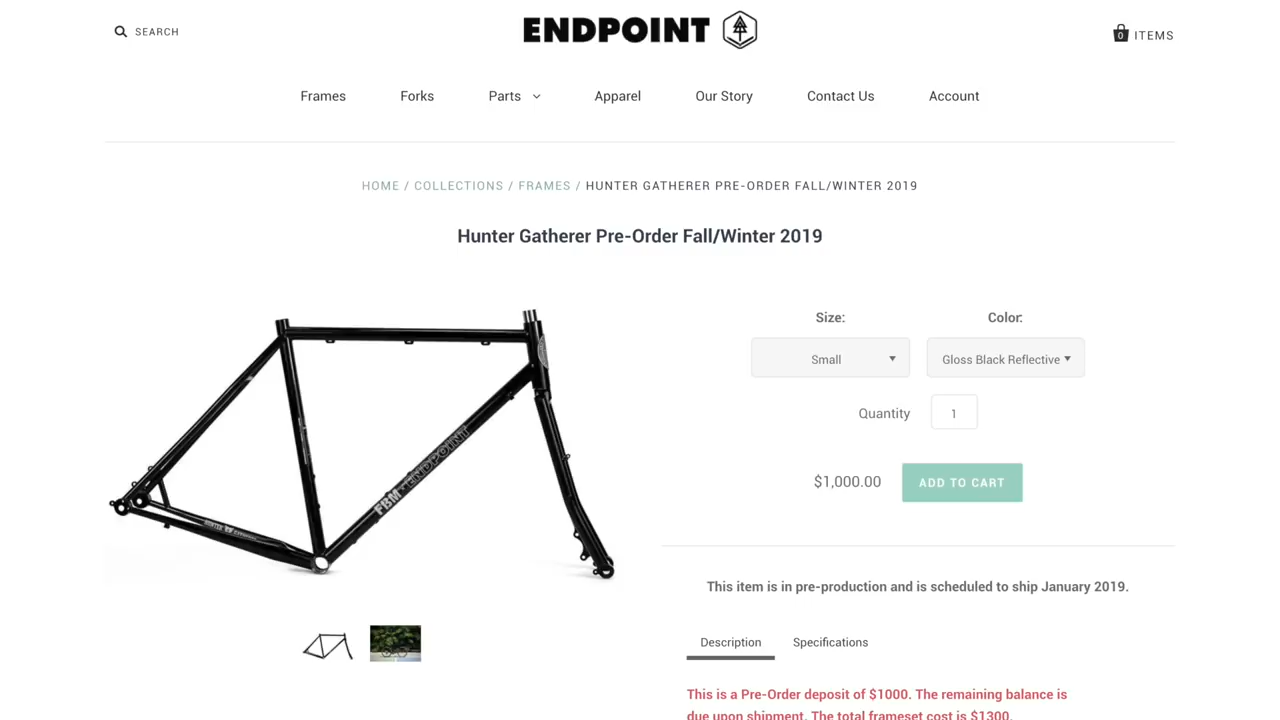 SEARCH
ENDPOINT
0 ITEMS
Frames Forks Parts Apparel Our Story Contact Us Account
HOME / COLLECTIONS / FRAMES / HUNTER GATHERER PRE-ORDER FALL/WINTER 2019
Hunter Gatherer Pre-Order Fall/Winter 2019
Size: Color:
Small Gloss Black Reflective
Quantity 1
$1,000.00 ADD TO CART
FBM ENDPOINT
This item is in pre-production and is scheduled to ship January 2019.
Description Specifications
This is a Pre-Order deposit of $1000. The remaining balance is
due upon shipment. The total frameset cost is $1300.